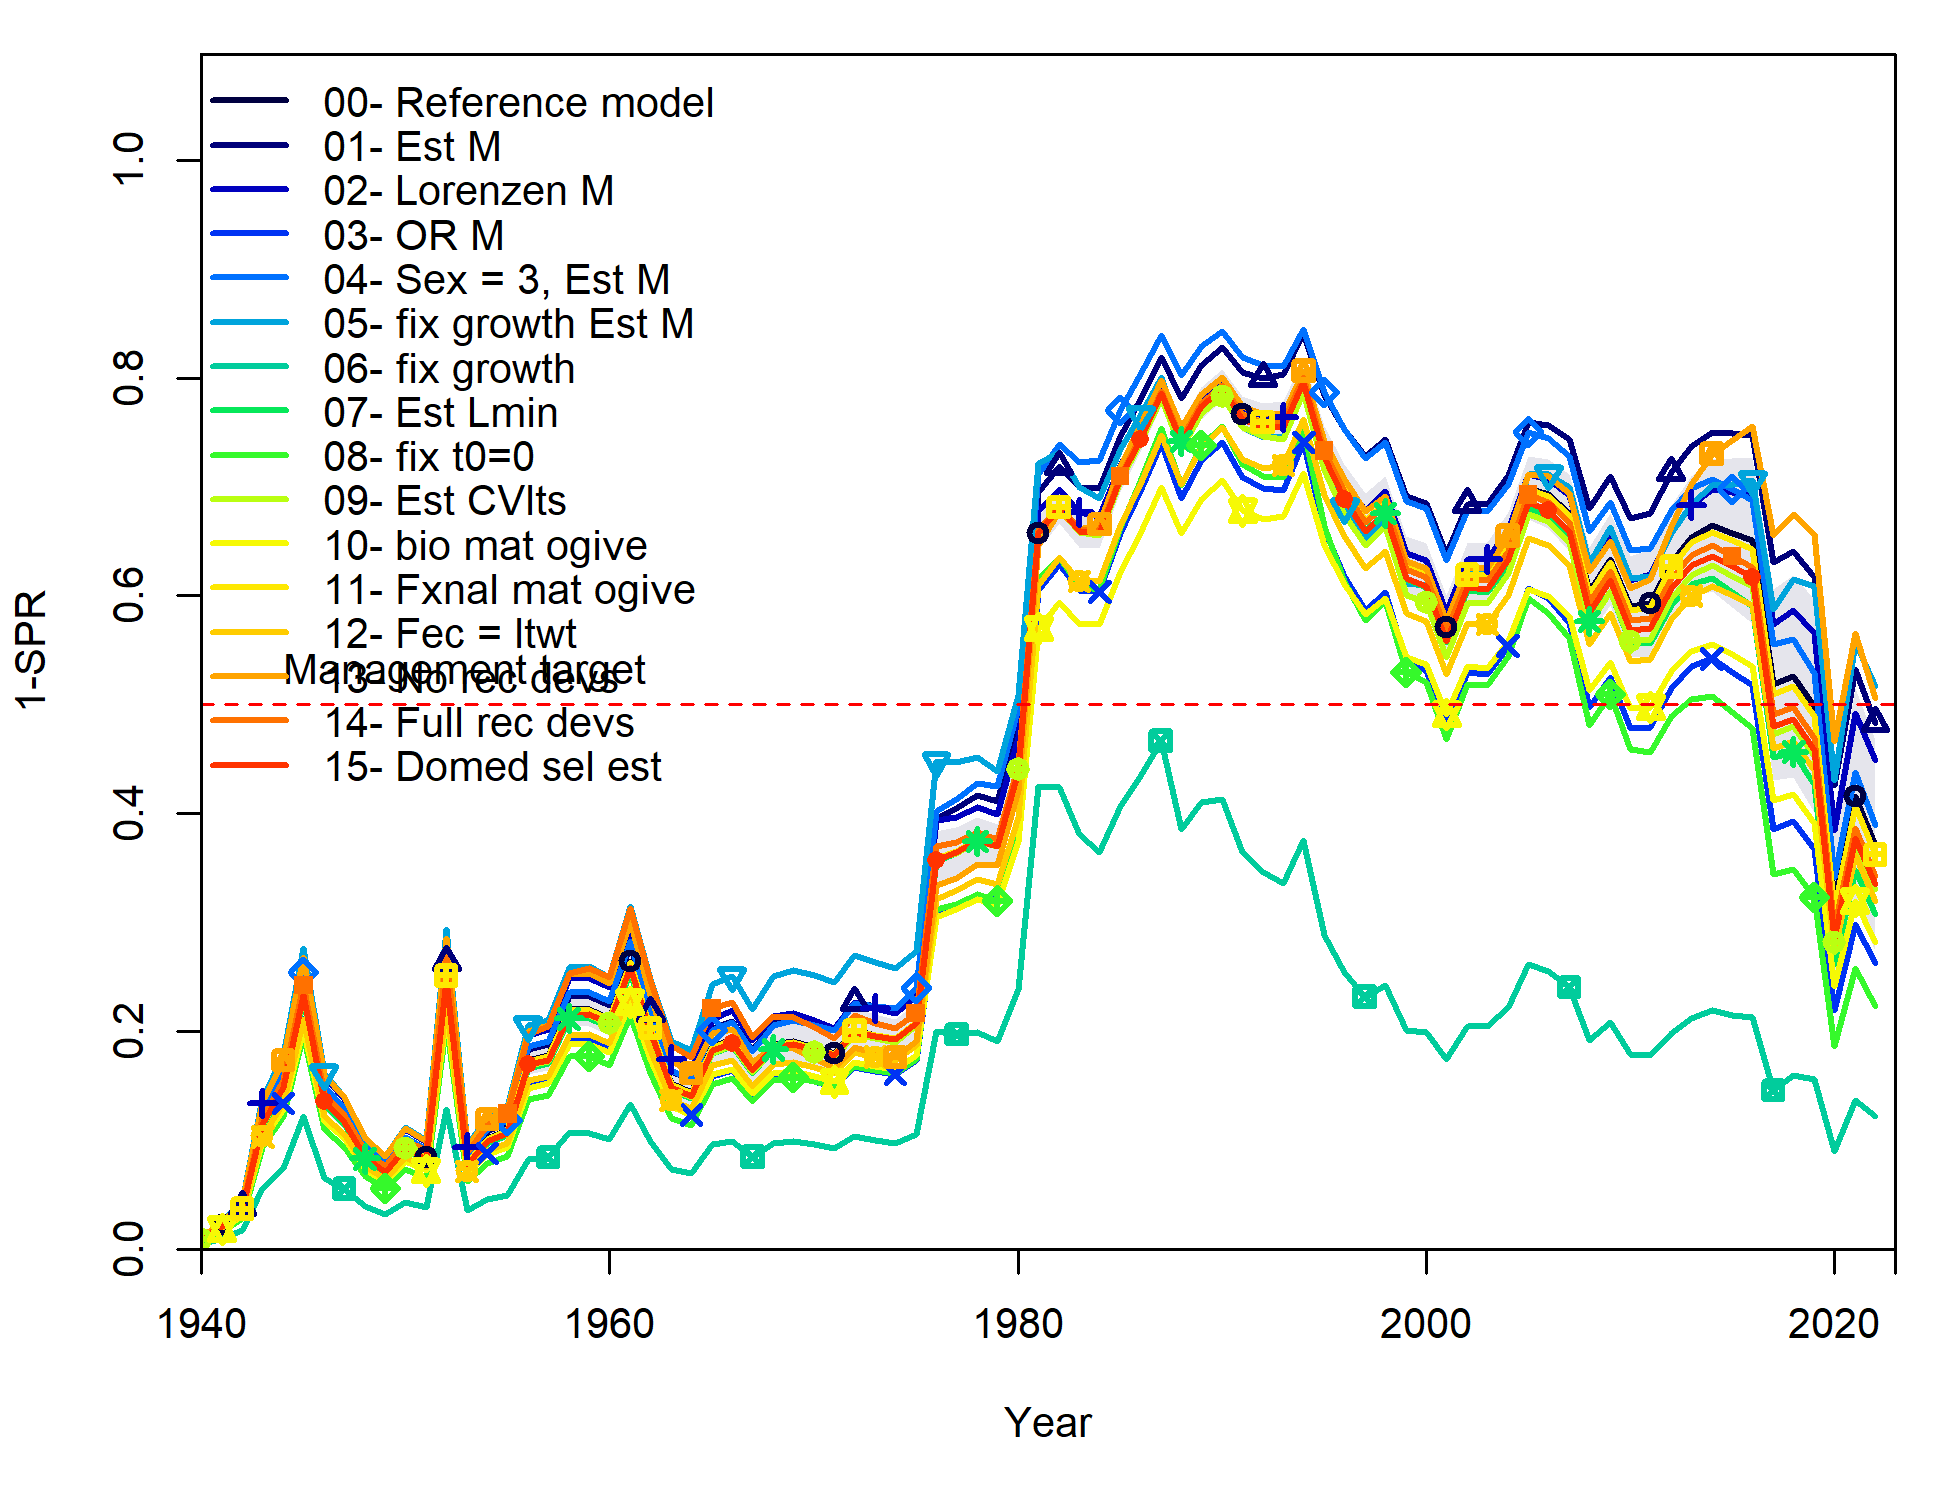 00- Reference model
01- Est M
02- Lorenzen M
03- OR M
04- Sex = 3, Est M
05- fix growth Est M
06- fix growth
07- Est Lmin
08- fix t0=0
09- Est CVlts
10- bio mat ogive
11- Fxnal mat ogive
12- Fec = ltwt
Management target
13- No rec devs
14- Full rec devs
15- Domed sel est
1-SPR
1.0
0.8
0.6
0.4
0.2
0.0
1940 1960 1980 2000 2020
Year